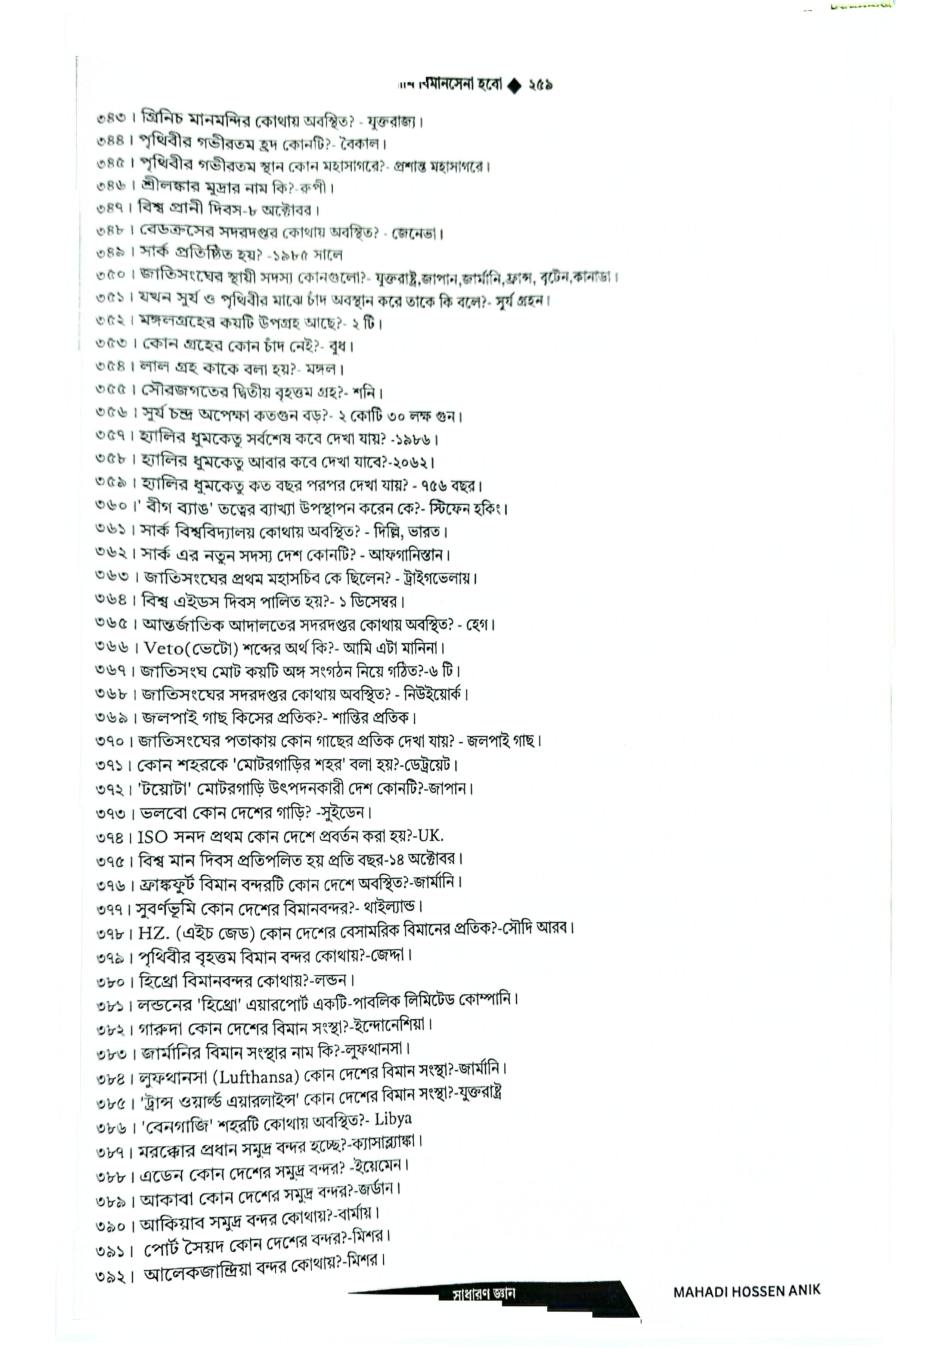 বিমানসেনা হবো ◆ ২৫৯
৩৪৩। গ্রিনিচ মানমন্দির কোথায় অবস্থিত? - যুক্তরাজ্য।
৩৪৪। পৃথিবীর গভীরতম হ্রদ কোনটি?- বৈকাল।
৩৪৫। পৃথিবীর গভীরতম স্থান কোন মহাসাগরে?- প্রশান্ত মহাসাগরে।
৩৪৬। শ্রীলঙ্কার মুদ্রার নাম কি?- রুপী।
৩৪৭। বিশ্ব প্রানী দিবস-৮ অক্টোবর।
৩৪৮। রেডক্রসের সদরদপ্তর কোথায় অবস্থিত? - জেনেভা।
৩৪৯। সার্ক প্রতিষ্ঠিত হয়? -১৯৮৫ সালে
৩৫০। জাতিসংঘের স্থায়ী সদস্য কোনগুলো?- যুক্তরাষ্ট্র,জাপান,জার্মানি,ফ্রান্স, বৃটেন,কানাডা।
৩৫১। যখন সুর্য ও পৃথিবীর মাঝে চাঁদ অবস্থান করে তাকে কি বলে?- সুর্য গ্রহন।
৩৫২। মঙ্গলগ্রহের কয়টি উপগ্রহ আছে?- ২ টি।
৩৫৩। কোন গ্রহের কোন চাঁদ নেই?- বুধ।
৩৫৪। লাল গ্রহ কাকে বলা হয়?- মঙ্গল।
৩৫৫। সৌরজগতের দ্বিতীয় বৃহত্তম গ্রহ?- শনি।
৩৫৬। সুর্য চন্দ্র অপেক্ষা কতগুন বড়?- ২ কোটি ৩০ লক্ষ গুন।
৩৫৭। হ্যালির ধুমকেতু সর্বশেষ কবে দেখা যায়? -১৯৮৬।
৩৫৮। হ্যালির ধুমকেতু আবার কবে দেখা যাবে?-২০৬২।
৩৫৯। হ্যালির ধুমকেতু কত বছর পরপর দেখা যায়? - ৭৫৬ বছর।
৩৬০।' বীগ ব্যাঙ' তত্বের ব্যাখ্যা উপস্থাপন করেন কে?- স্টিফেন হকিং।
৩৬১। সার্ক বিশ্ববিদ্যালয় কোথায় অবস্থিত? - দিল্লি, ভারত।
৩৬২। সার্ক এর নতুন সদস্য দেশ কোনটি? - আফগানিস্তান।
৩৬৩। জাতিসংঘের প্রথম মহাসচিব কে ছিলেন? - ট্রাইগভেলায়।
৩৬৪। বিশ্ব এইডস দিবস পালিত হয়?- ১ ডিসেম্বর।
৩৬৫। আন্তর্জাতিক আদালতের সদরদপ্তর কোথায় অবস্থিত? - হেগ।
৩৬৬। Veto(ভেটো) শব্দের অর্থ কি?- আমি এটা মানিনা।
৩৬৭। জাতিসংঘ মোট কয়টি অঙ্গ সংগঠন নিয়ে গঠিত?-৬ টি।
৩৬৮। জাতিসংঘের সদরদপ্তর কোথায় অবস্থিত? - নিউইয়োর্ক।
৩৬৯। জলপাই গাছ কিসের প্রতিক?- শান্তির প্রতিক।
৩৭০। জাতিসংঘের পতাকায় কোন গাছের প্রতিক দেখা যায়? - জলপাই গাছ।
৩৭১। কোন শহরকে 'মোটরগাড়ির শহর' বলা হয়?-ডেট্রয়েট।
৩৭২। 'টয়োটা' মোটরগাড়ি উৎপদনকারী দেশ কোনটি?-জাপান।
৩৭৩। ভলবো কোন দেশের গাড়ি? -সুইডেন।
৩৭৪। ISO সনদ প্রথম কোন দেশে প্রবর্তন করা হয়?-UK.
৩৭৫। বিশ্ব মান দিবস প্রতিপলিত হয় প্রতি বছর-১৪ অক্টোবর।
৩৭৬। ফ্রাঙ্কফুর্ট বিমান বন্দরটি কোন দেশে অবস্থিত?-জার্মানি।
৩৭৭। সুবর্ণভূমি কোন দেশের বিমানবন্দর?- থাইল্যান্ড।
৩৭৮। HZ. (এইচ জেড) কোন দেশের বেসামরিক বিমানের প্রতিক?-সৌদি আরব।
৩৭৯। পৃথিবীর বৃহত্তম বিমান বন্দর কোথায়?-জেদ্দা।
৩৮০। হিথ্রো বিমানবন্দর কোথায়?-লন্ডন।
৩৮১। লন্ডনের 'হিথ্রো' এয়ারপোর্ট একটি-পাবলিক লিমিটেড কোম্পানি।
৩৮২। গারুদা কোন দেশের বিমান সংস্থা?-ইন্দোনেশিয়া।
৩৮৩। জার্মানির বিমান সংস্থার নাম কি?-লুফথানসা।
৩৮৪। লুফথানসা (Lufthansa) কোন দেশের বিমান সংস্থা?-জার্মানি।
৩৮৫। 'ট্রান্স ওয়ার্ল্ড এয়ারলাইন্স' কোন দেশের বিমান সংস্থা?-যুক্তরাষ্ট্র
৩৮৬। 'বেনগাজি' শহরটি কোথায় অবস্থিত?- Libya
৩৮৭। মরক্কোর প্রধান সমুদ্র বন্দর হচ্ছে?-ক্যাসাব্ল্যাঙ্কা।
৩৮৮। এডেন কোন দেশের সমুদ্র বন্দর? -ইয়েমেন।
৩৮৯। আকাবা কোন দেশের সমুদ্র বন্দর?-জর্ডান।
৩৯০। আকিয়াব সমুদ্র বন্দর কোথায়?-বার্মায়।
৩৯১। পোর্ট সৈয়দ কোন দেশের বন্দর?-মিশর।
৩৯২। আলেকজান্দ্রিয়া বন্দর কোথায়?-মিশর।
সাধারণ জ্ঞান
MAHADI HOSSEN ANIK